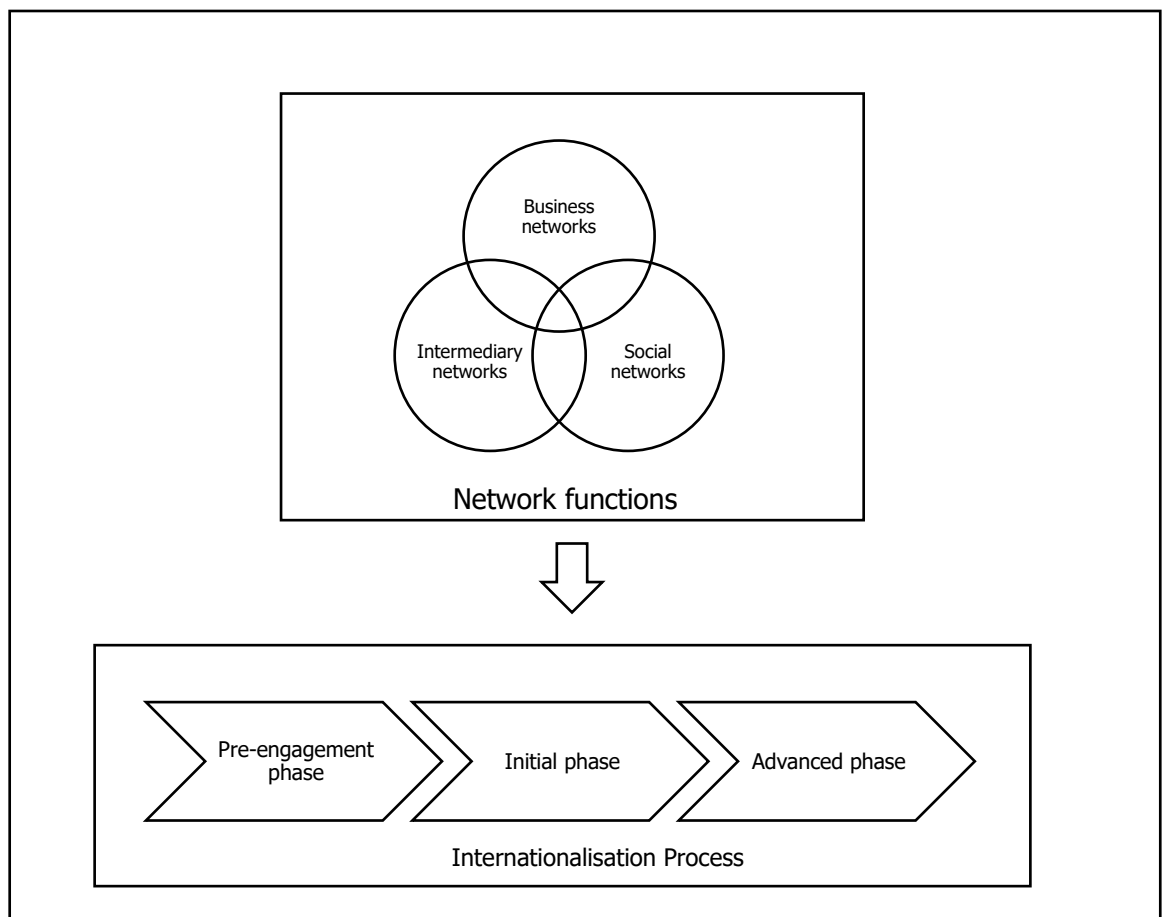 Business
networks
Intermediary
networks
Social
networks
Network functions
Pre-engagement
phase
Initial phase
Advanced phase
Internationalisation Process